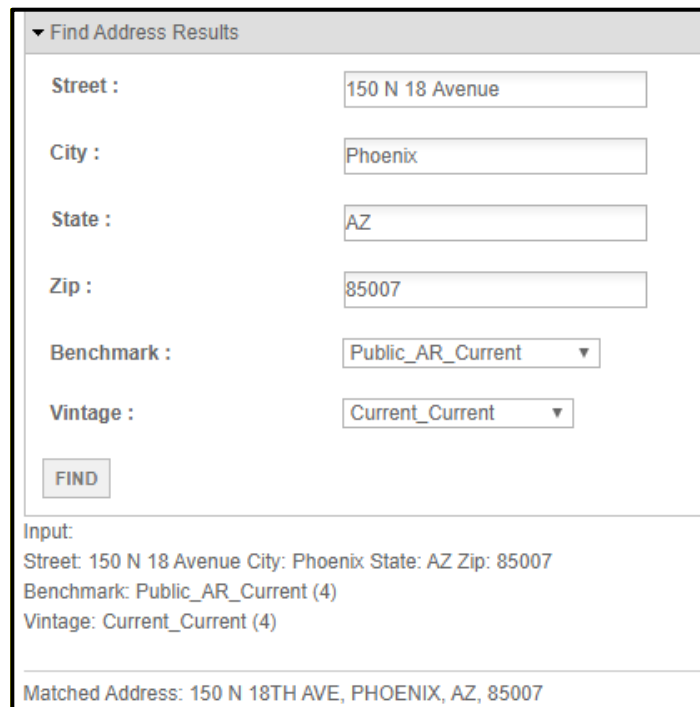 Find Address Results
Street : 150 N 18 Avenue
City : Phoenix
State : AZ
Zip : 85007
Benchmark : Public_AR_Current
Vintage : Current_Current
FIND
Input:
Street: 150 N 18 Avenue City: Phoenix State: AZ Zip: 85007
Benchmark: Public_AR_Current (4)
Vintage: Current_Current (4)
Matched Address: 150 N 18TH AVE, PHOENIX, AZ, 85007